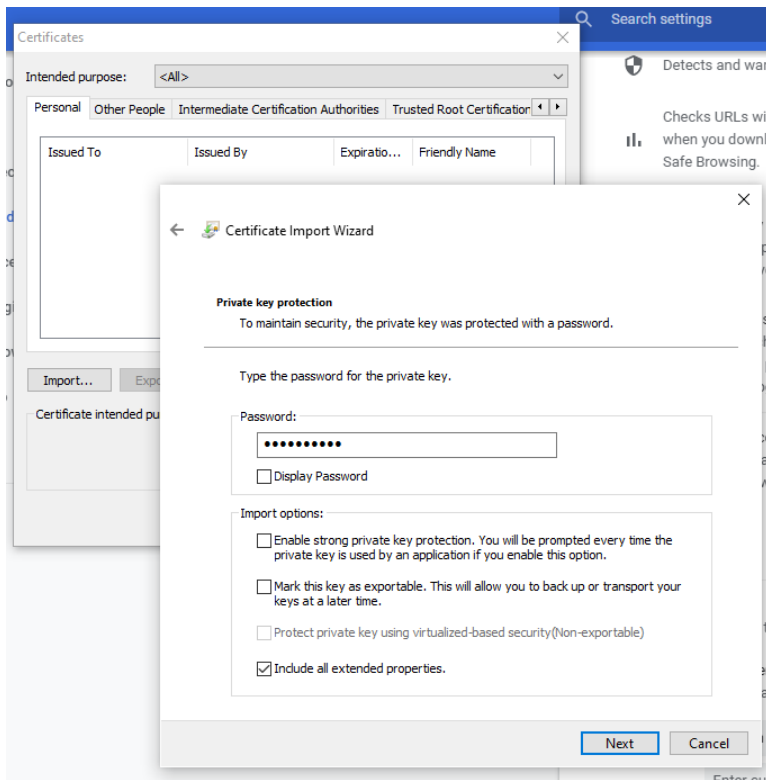 Search settings
Certificates
Detects and
Intended purpose:
<All>
Personal
Other People
Intermediate Certification Authorities
Trusted Root Certification
Checks URLs
when you
Safe Browsing.
Issued To
Issued By
Expiratio...
Friendly Name
Import...
Certificate intended
Certificate Import Wizard
Private key protection
To maintain security, the private key was protected with a password.
Type the password for the private key.
Password:
••••••••••
Display Password
Import options:
Enable strong private key protection. You will be prompted every time the
private key is used by an application if you enable this option.
Mark this key as exportable. This will allow you to back up or transport your
keys at a later time.
Protect private key using virtualized-based security(Non-exportable)
Include all extended properties.
Next
Cancel